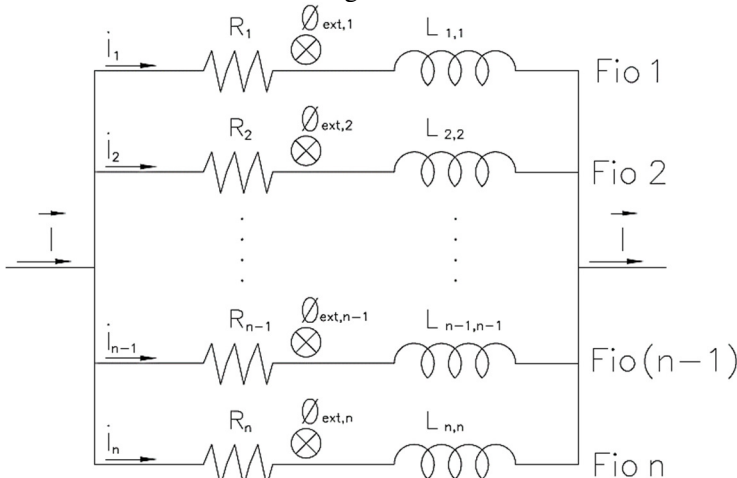 i1 R1 Øext,1 L1,1 Fio 1
i2 R2 Øext,2 L2,2 Fio 2
I I
in−1 Rn−1 Øext,n−1 Ln−1,n−1 Fio(n−1)
in Rn Øext,n Ln,n Fio n